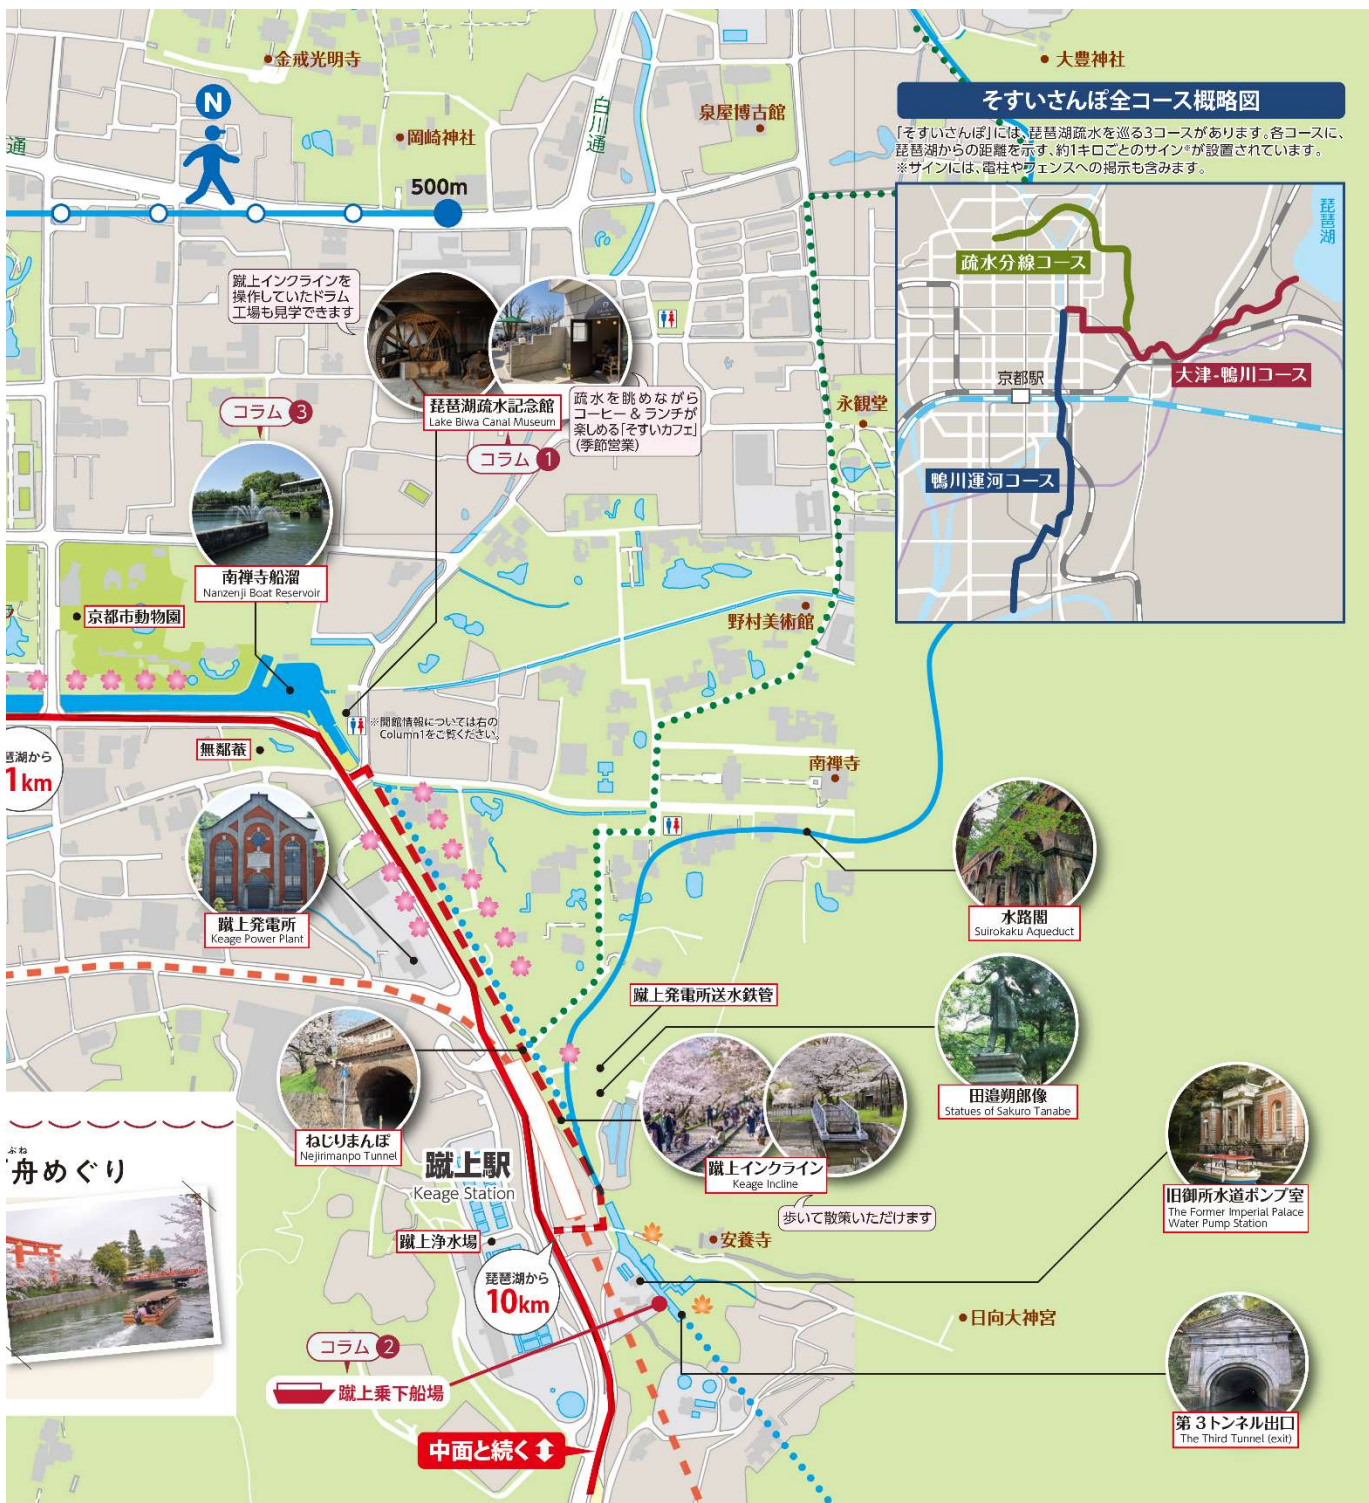 金戒光明寺
大豊神社
N
そすいさんぽ全コース概略図
泉屋博古館
白川通
岡崎神社
通
「そすいさんぽ」には、琵琶湖疏水を巡る3コースがあります。各コースに、
琵琶湖からの距離を示す、約1キロごとのサイン※が設置されています。
※サインには、電柱やフェンスへの掲示も含みます。
500m
琵琶湖
疏水分線コース
京都駅
大津-鴨川コース
鴨川運河コース
蹴上インクラインを
操作していたドラム
工場も見学できます
琵琶湖疏水記念館
Lake Biwa Canal Museum
疏水を眺めながら
コーヒー & ランチが
楽しめる「そすいカフェ」
(季節営業)
コラム 1
コラム 3
永観堂
南禅寺船溜
Nanzenji Boat Reservoir
京都市動物園
野村美術館
※開館情報については右の
Column1をご覧ください。
無鄰菴
琶湖から
1km
南禅寺
蹴上発電所
Keage Power Plant
水路閣
Suirokaku Aqueduct
蹴上発電所送水鉄管
田邉朔郎像
Statues of Sakuro Tanabe
ねじりまんぽ
Nejirimanpo Tunnel
蹴上駅
Keage Station
蹴上インクライン
Keage Incline
歩いて散策いただけます
旧御所水道ポンプ室
The Former Imperial Palace
Water Pump Station
ぶね
舟めぐり
蹴上浄水場
安養寺
琵琶湖から
10km
日向大神宮
コラム 2
蹴上乗下船場
第3トンネル出口
The Third Tunnel (exit)
中面と続く